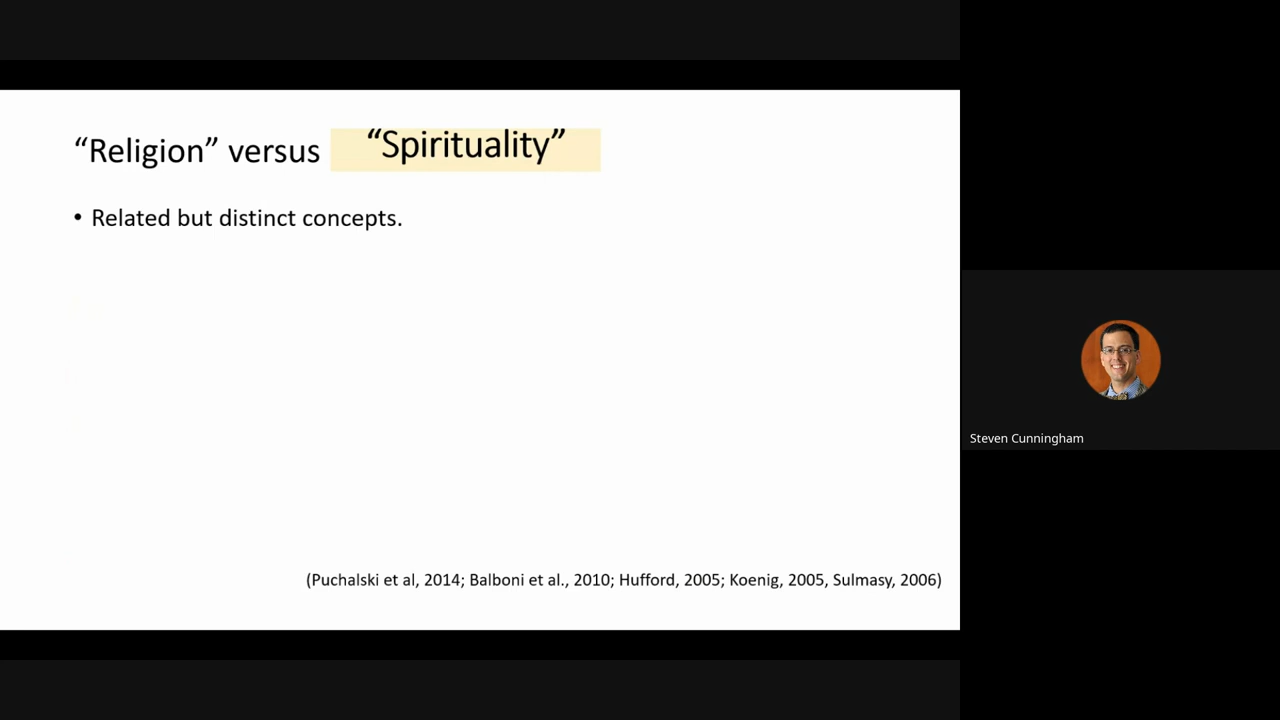 “Religion” versus “Spirituality”
• Related but distinct concepts.
(Puchalski et al, 2014; Balboni et al., 2010; Hufford, 2005; Koenig, 2005, Sulmasy, 2006)
Steven Cunningham